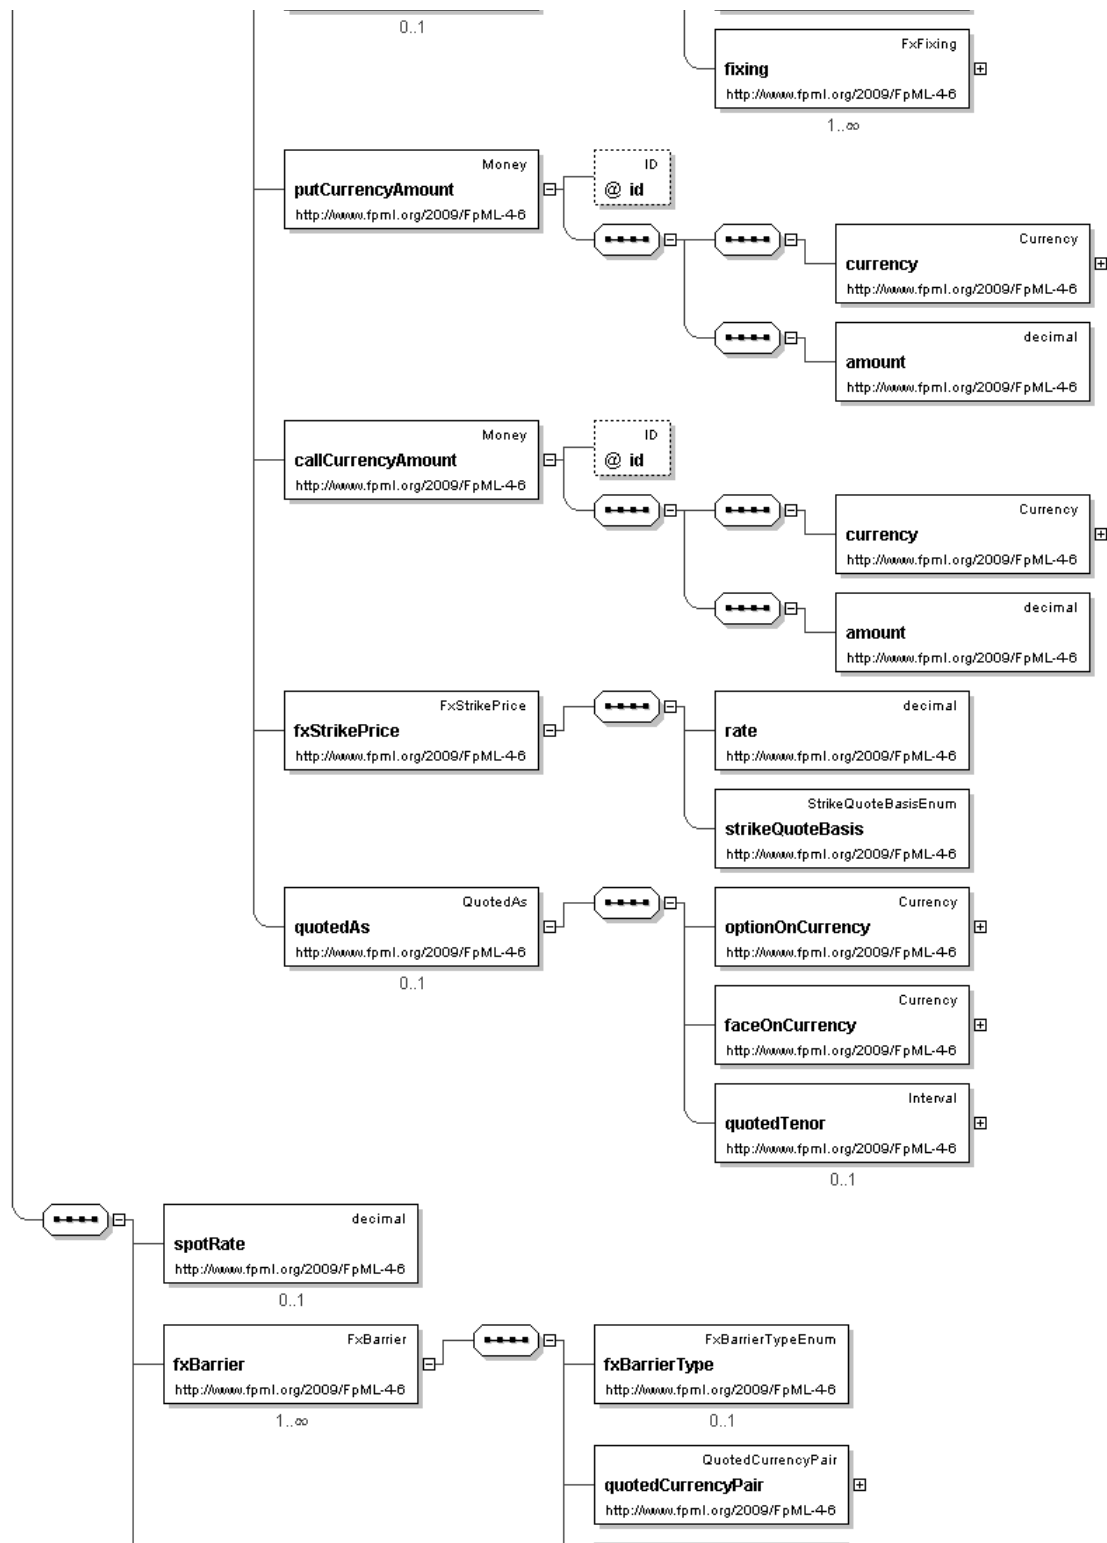 0..1
FxFixing
fixing
http://www.fpml.org/2009/FpML-4-6
1..∞
Money
putCurrencyAmount
http://www.fpml.org/2009/FpML-4-6
ID
@ id
Currency
currency
http://www.fpml.org/2009/FpML-4-6
decimal
amount
http://www.fpml.org/2009/FpML-4-6
Money
callCurrencyAmount
http://www.fpml.org/2009/FpML-4-6
ID
@ id
Currency
currency
http://www.fpml.org/2009/FpML-4-6
decimal
amount
http://www.fpml.org/2009/FpML-4-6
FxStrikePrice
fxStrikePrice
http://www.fpml.org/2009/FpML-4-6
decimal
rate
http://www.fpml.org/2009/FpML-4-6
StrikeQuoteBasisEnum
strikeQuoteBasis
http://www.fpml.org/2009/FpML-4-6
QuotedAs
quotedAs
http://www.fpml.org/2009/FpML-4-6
0..1
Currency
optionOnCurrency
http://www.fpml.org/2009/FpML-4-6
Currency
faceOnCurrency
http://www.fpml.org/2009/FpML-4-6
Interval
quotedTenor
http://www.fpml.org/2009/FpML-4-6
0..1
decimal
spotRate
http://www.fpml.org/2009/FpML-4-6
0..1
FxBarrier
fxBarrier
http://www.fpml.org/2009/FpML-4-6
1..∞
FxBarrierTypeEnum
fxBarrierType
http://www.fpml.org/2009/FpML-4-6
0..1
QuotedCurrencyPair
quotedCurrencyPair
http://www.fpml.org/2009/FpML-4-6